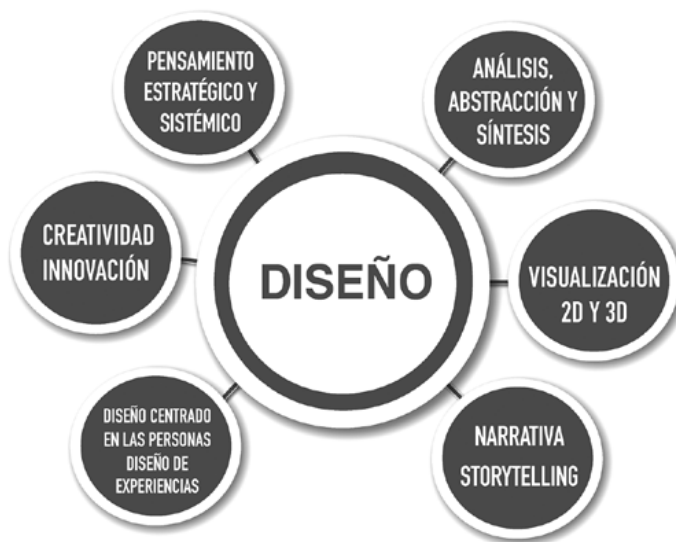 PENSAMIENTO
ESTRATÉGICO Y
SISTÉMICO
ANÁLISIS,
ABSTRACCIÓN Y
SÍNTESIS
CREATIVIDAD
INNOVACIÓN
DISEÑO
VISUALIZACIÓN
2D Y 3D
DISEÑO CENTRADO
EN LAS PERSONAS
DISEÑO DE
EXPERIENCIAS
NARRATIVA
STORYTELLING